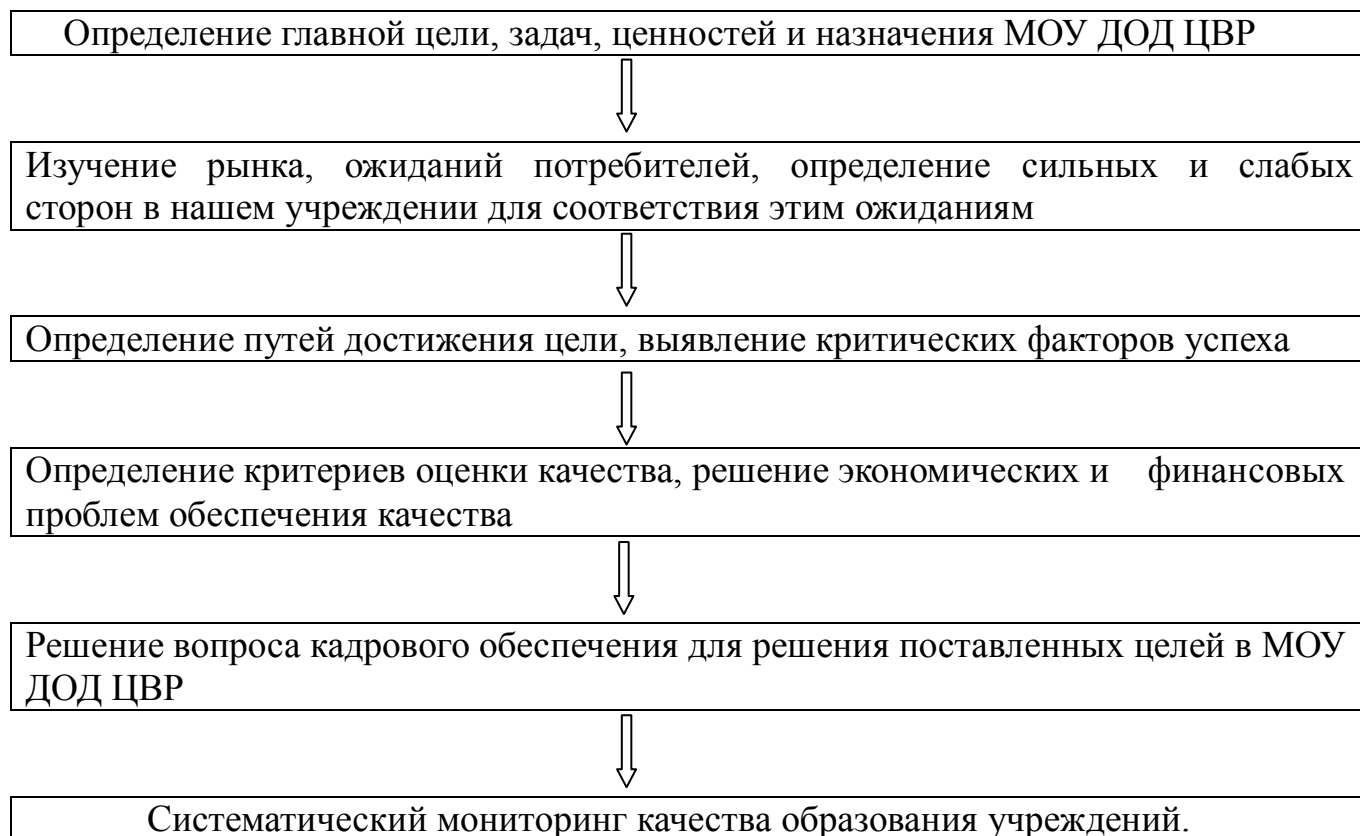 Определение главной цели, задач, ценностей и назначения МОУ ДОД ЦВР
Изучение рынка, ожиданий потребителей, определение сильных и слабых
сторон в нашем учреждении для соответствия этим ожиданиям
Определение путей достижения цели, выявление критических факторов успеха
Определение критериев оценки качества, решение экономических и финансовых
проблем обеспечения качества
Решение вопроса кадрового обеспечения для решения поставленных целей в МОУ
ДОД ЦВР
Систематический мониторинг качества образования учреждений.